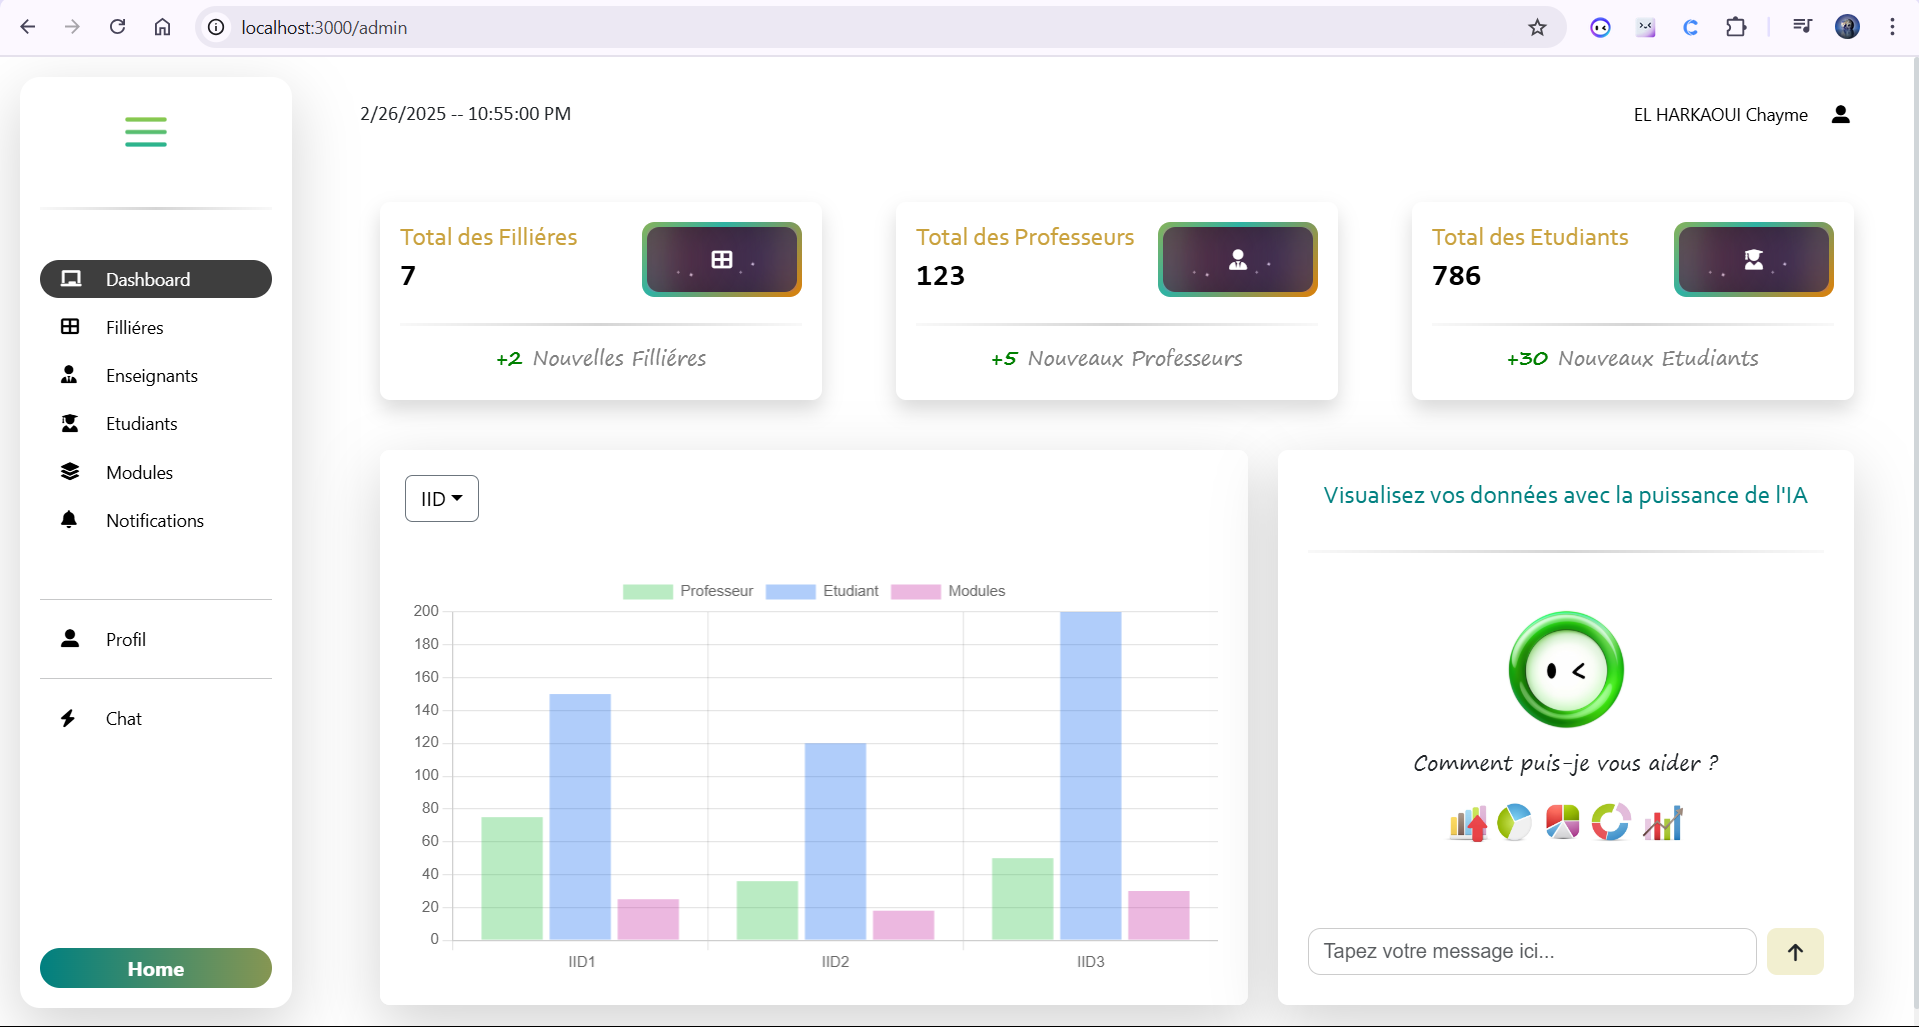 localhost:3000/admin
2/26/2025 -- 10:55:00 PM
EL HARKAOUI Chayme
Dashboard
Filliéres
Enseignants
Etudiants
Modules
Notifications
Profil
Chat
Home
Total des Filliéres
7
+2 Nouvelles Filliéres
Total des Professeurs
123
+5 Nouveaux Professeurs
Total des Etudiants
786
+30 Nouveaux Etudiants
IID
Professeur Etudiant Modules
200
180
160
140
120
100
80
60
40
20
0
IID1 IID2 IID3
Visualisez vos données avec la puissance de l'IA
Comment puis-je vous aider ?
Tapez votre message ici...